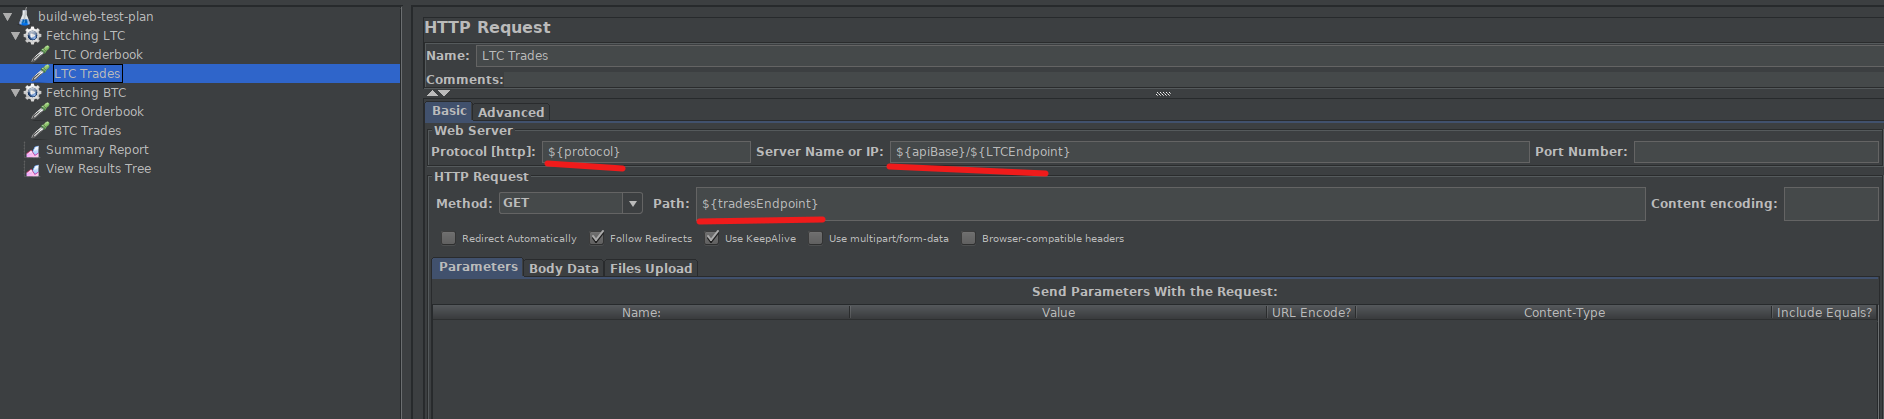 build-web-test-plan
Fetching LTC
LTC Orderbook
LTC Trades
Fetching BTC
BTC Orderbook
BTC Trades
Summary Report
View Results Tree
HTTP Request
Name: LTC Trades
Comments:
Basic Advanced
Web Server
Protocol [http]: ${protocol} Server Name or IP: ${apiBase}/${LTCEndpoint} Port Number:
HTTP Request
Method: GET Path: ${tradesEndpoint} Content encoding:
Redirect Automatically Follow Redirects Use KeepAlive Use multipart/form-data Browser-compatible headers
Parameters Body Data Files Upload
Send Parameters With the Request:
Name: Value URL Encode? Content-Type Include Equals?